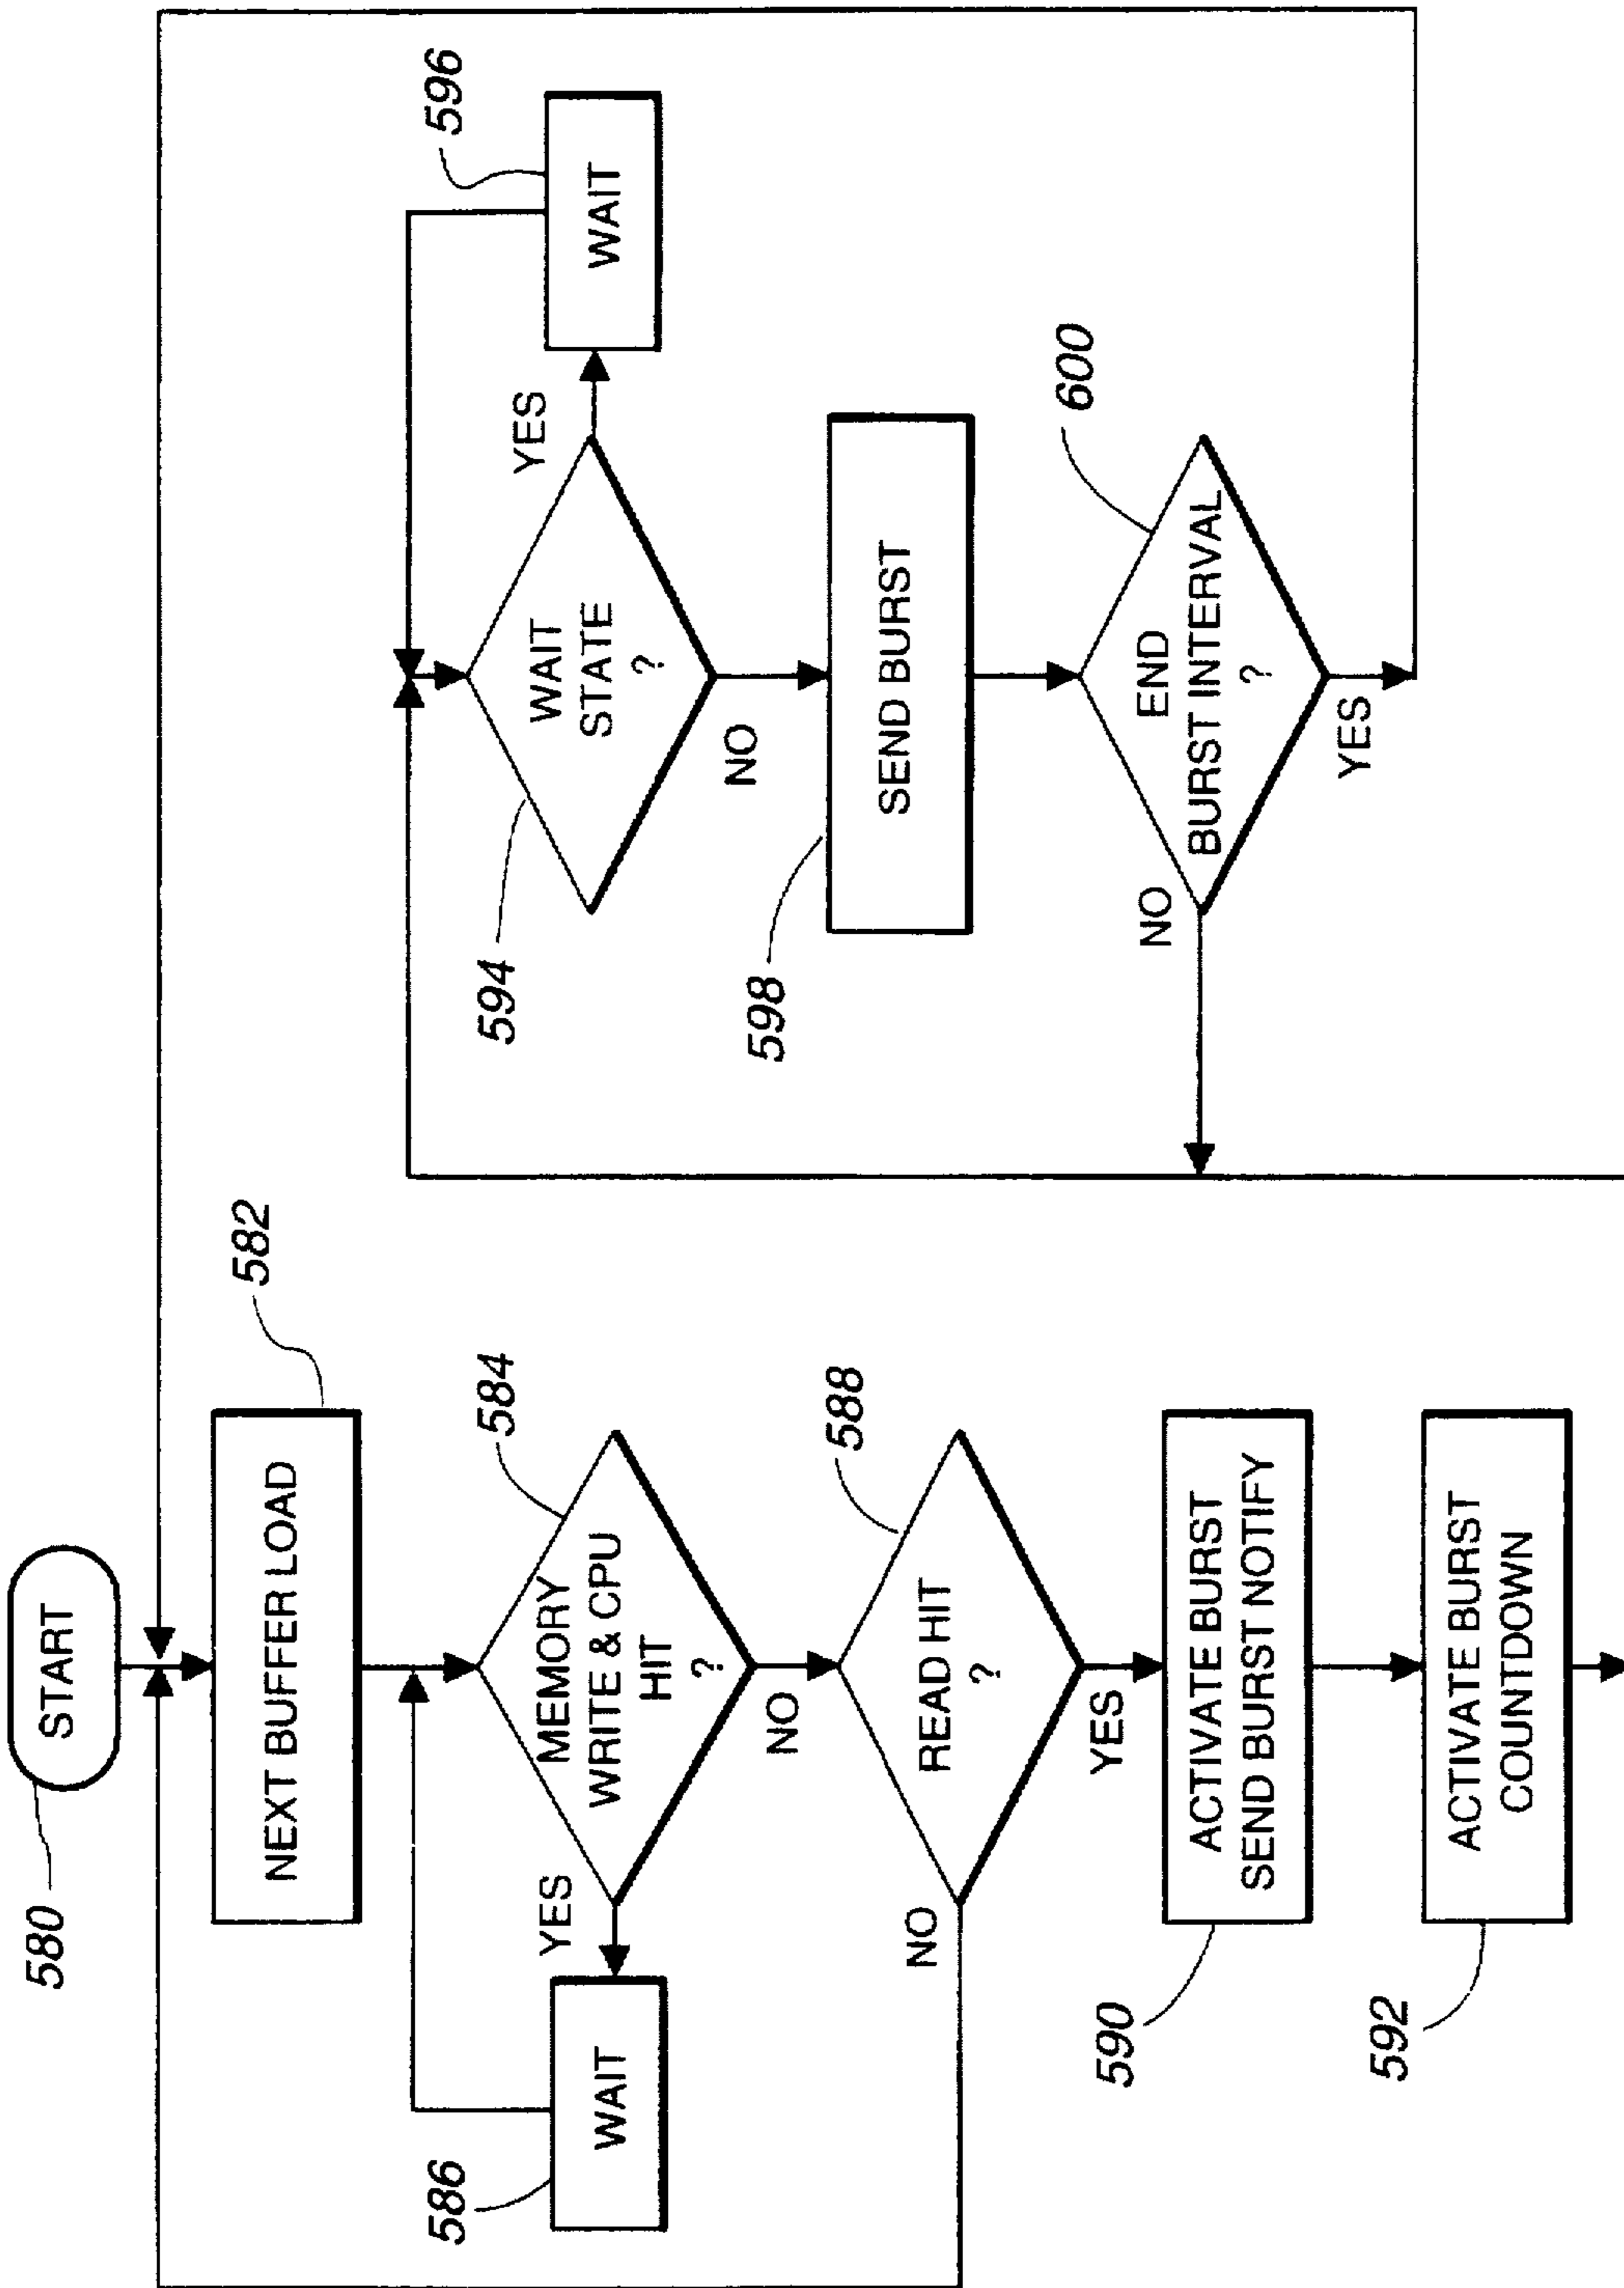 580
START
582
NEXT BUFFER LOAD
584
MEMORY
WRITE & CPU
HIT
?
YES
NO
586
WAIT
588
READ HIT
?
NO
YES
590
ACTIVATE BURST
SEND BURST NOTIFY
592
ACTIVATE BURST
COUNTDOWN
594
WAIT
STATE
?
YES
NO
596
WAIT
598
SEND BURST
600
END
BURST INTERVAL
?
NO
YES